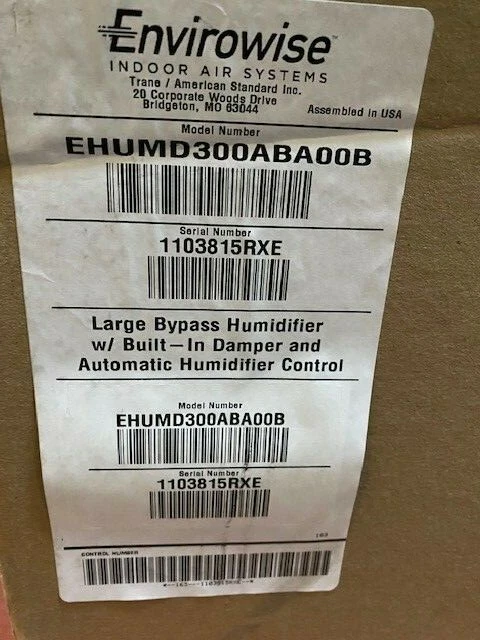 Envirowise™
INDOOR AIR SYSTEMS
Trane / American Standard Inc.
20 Corporate Woods Drive
Bridgeton, MO 63044
Assembled in USA
Model Number
EHUMD300ABA00B
Serial Number
1103815RXE
Large Bypass Humidifier
w/ Built-In Damper and
Automatic Humidifier Control
Model Number
EHUMD300ABA00B
Serial Number
1103815RXE
163
CONTROL NUMBER